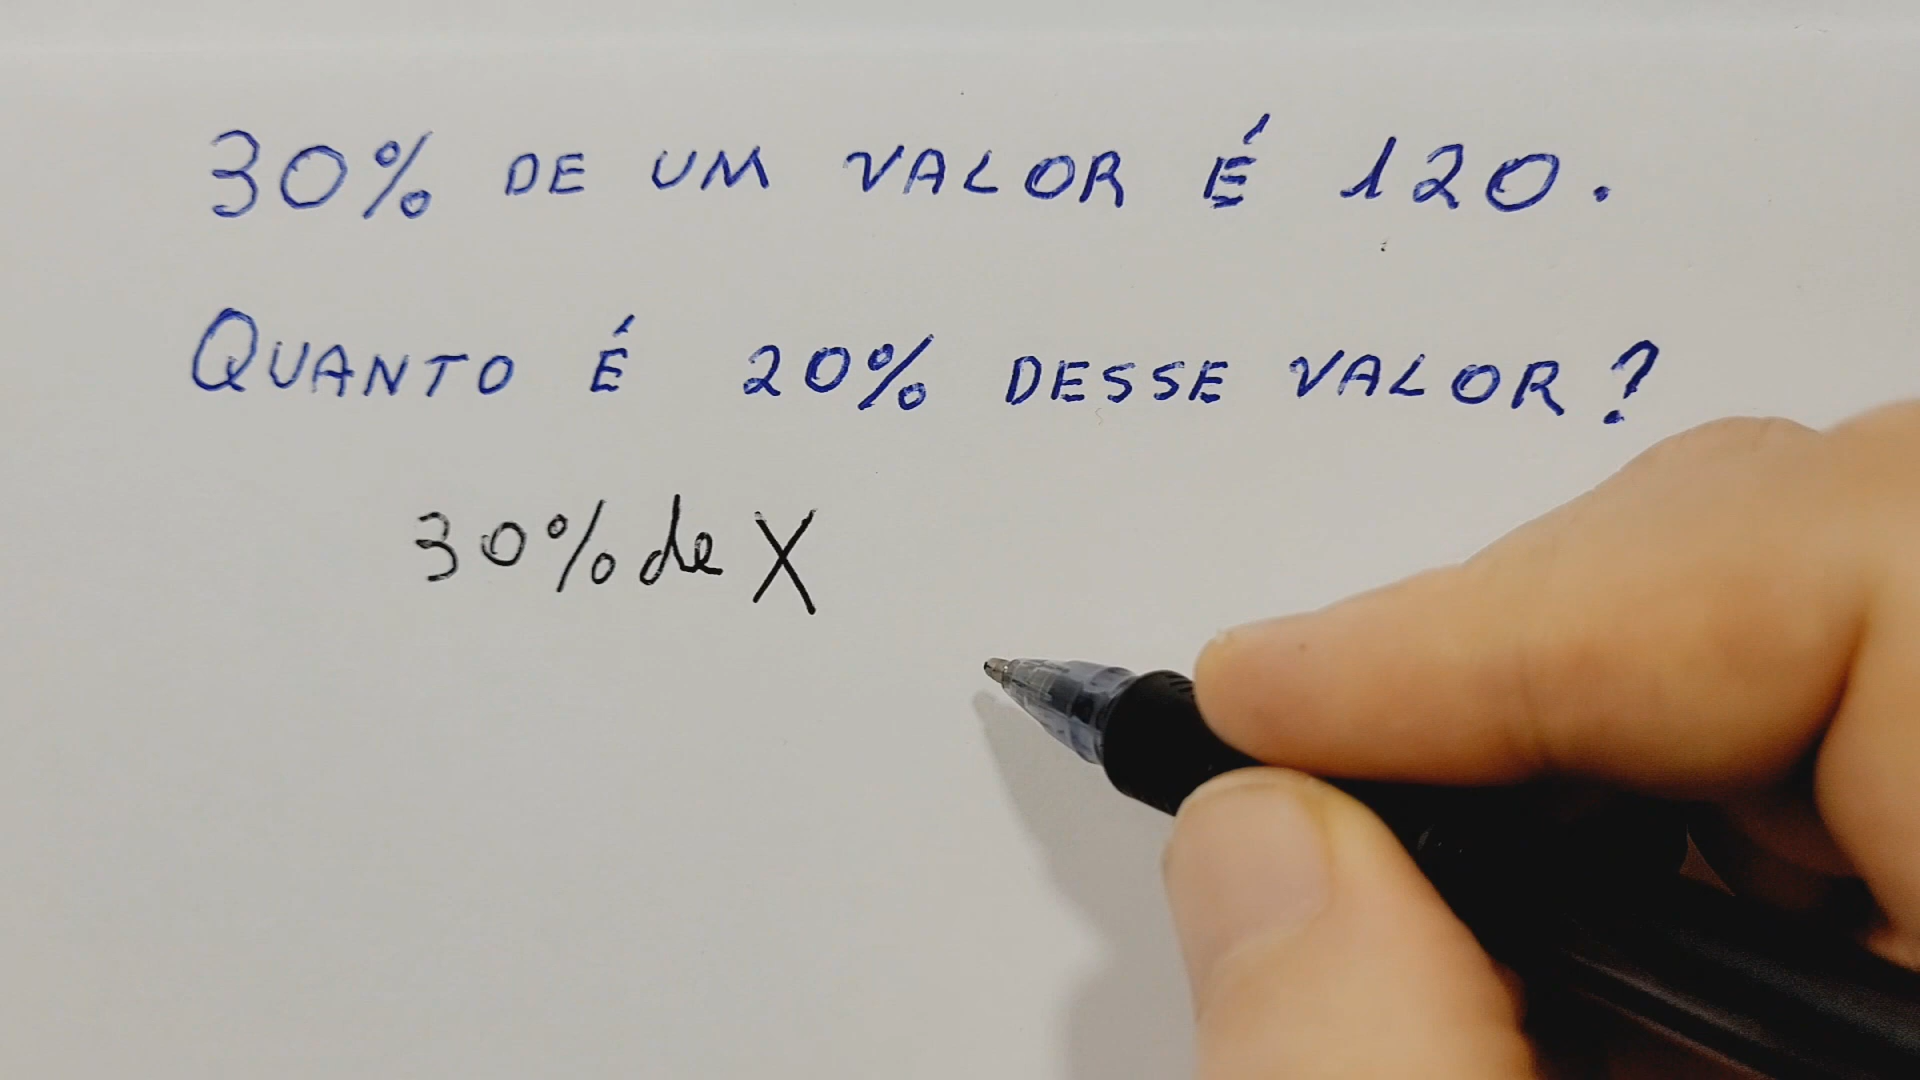 30% DE UM VALOR É 120.
QUANTO É 20% DESSE VALOR?
30% de X